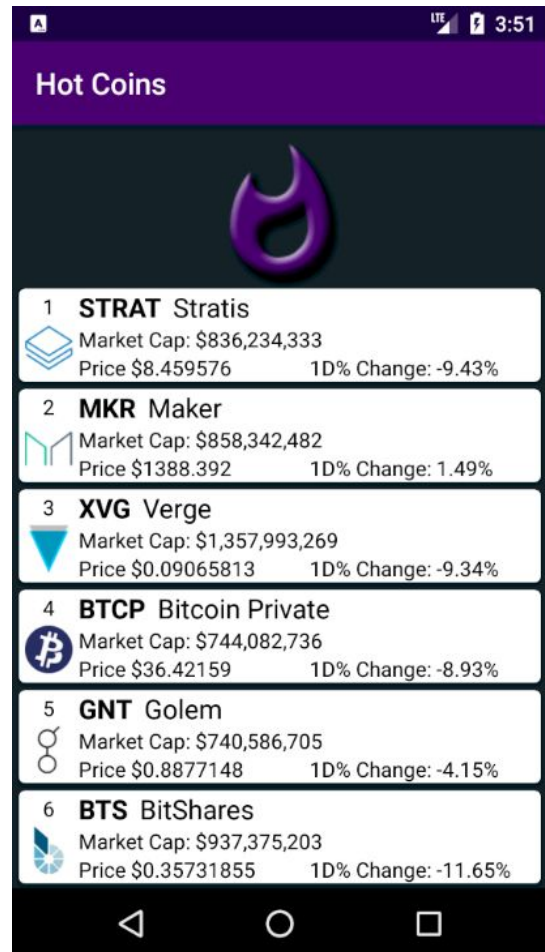 LTE 3:51
Hot Coins
1 STRAT Stratis
Market Cap: $836,234,333
Price $8.459576 1D% Change: -9.43%
2 MKR Maker
Market Cap: $858,342,482
Price $1388.392 1D% Change: 1.49%
3 XVG Verge
Market Cap: $1,357,993,269
Price $0.09065813 1D% Change: -9.34%
4 BTCP Bitcoin Private
Market Cap: $744,082,736
Price $36.42159 1D% Change: -8.93%
5 GNT Golem
Market Cap: $740,586,705
Price $0.8877148 1D% Change: -4.15%
6 BTS BitShares
Market Cap: $937,375,203
Price $0.35731855 1D% Change: -11.65%